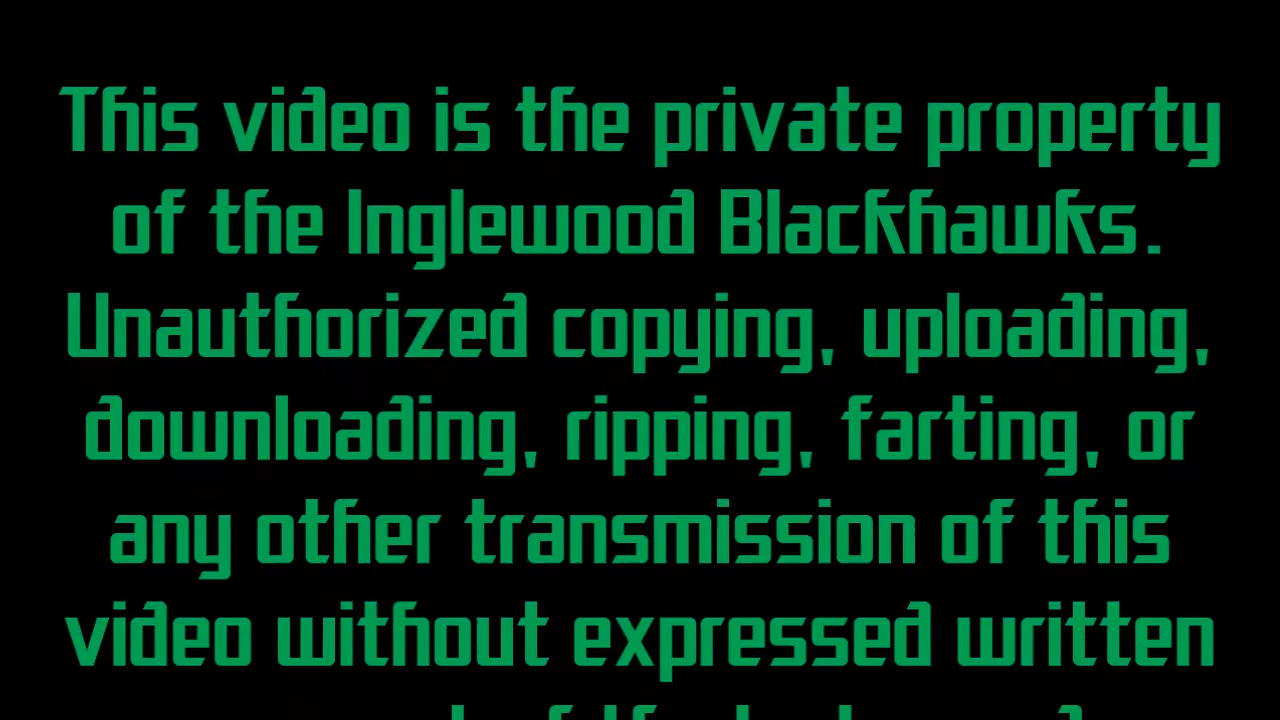 This video is the private property
of the Inglewood Blackhawks.
Unauthorized copying, uploading,
downloading, ripping, farting, or
any other transmission of this
video without expressed written